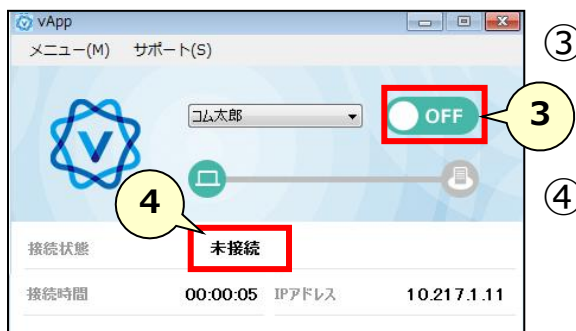 vApp
メニュー(M) サポート(S)
③
コム太郎
OFF
3
4
④
接続状態 未接続
接続時間 00:00:05 IPアドレス 10.217.1.11